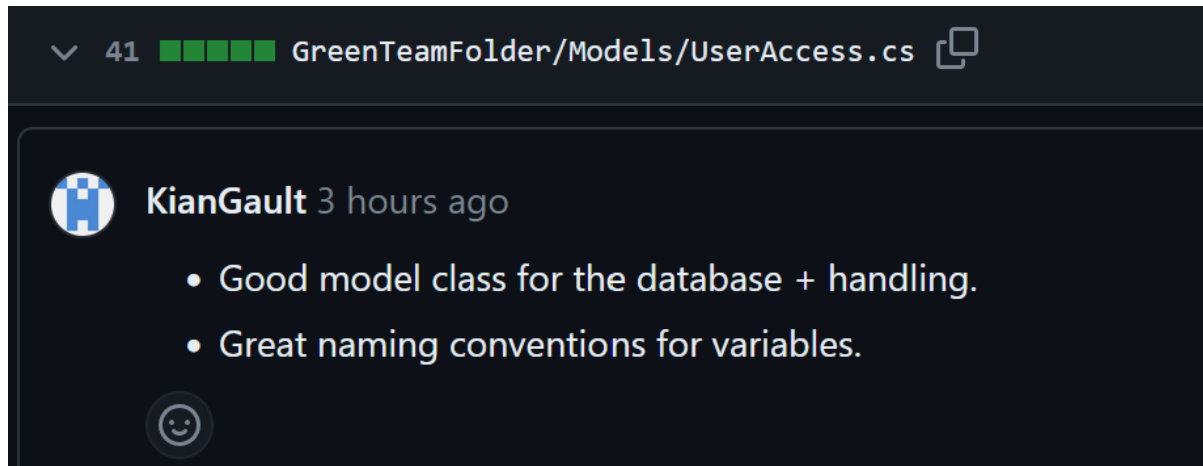 41 GreenTeamFolder/Models/UserAccess.cs
KianGault 3 hours ago
• Good model class for the database + handling.
• Great naming conventions for variables.